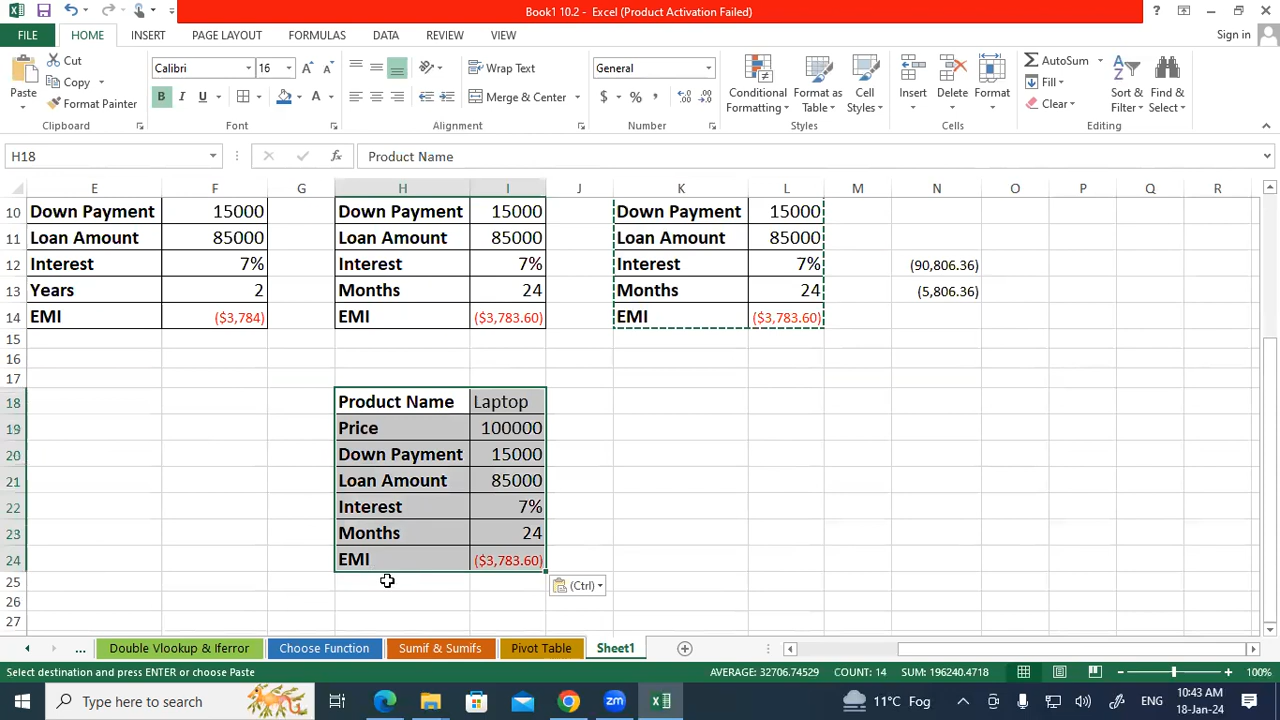 Book1 10.2 - Excel (Product Activation Failed)
FILE HOME INSERT PAGE LAYOUT FORMULAS DATA REVIEW VIEW Sign in
Paste Cut Copy Format Painter Clipboard
Calibri 16 B I U A Font
Wrap Text Merge & Center Alignment
General $ % , Number
Conditional Formatting Format as Table Cell Styles Styles
Insert Delete Format Cells
AutoSum Fill Clear Sort & Filter Find & Select Editing
H18 fx Product Name
E F G H I J K L M N O P Q R
10 Down Payment 15000 Down Payment 15000 Down Payment 15000
11 Loan Amount 85000 Loan Amount 85000 Loan Amount 85000
12 Interest 7% Interest 7% Interest 7% (90,806.36)
13 Years 2 Months 24 Months 24 (5,806.36)
14 EMI ($3,784) EMI ($3,783.60) EMI ($3,783.60)
15
16
17
18 Product Name Laptop
19 Price 100000
20 Down Payment 15000
21 Loan Amount 85000
22 Interest 7%
23 Months 24
24 EMI ($3,783.60)
25 (Ctrl)
26
27
... Double Vlookup & Iferror Choose Function Sumif & Sumifs Pivot Table Sheet1
Select destination and press ENTER or choose Paste AVERAGE: 32706.74529 COUNT: 14 SUM: 196240.4718 100%
Type here to search zm 11°C Fog ENG 10:43 AM
18-Jan-24